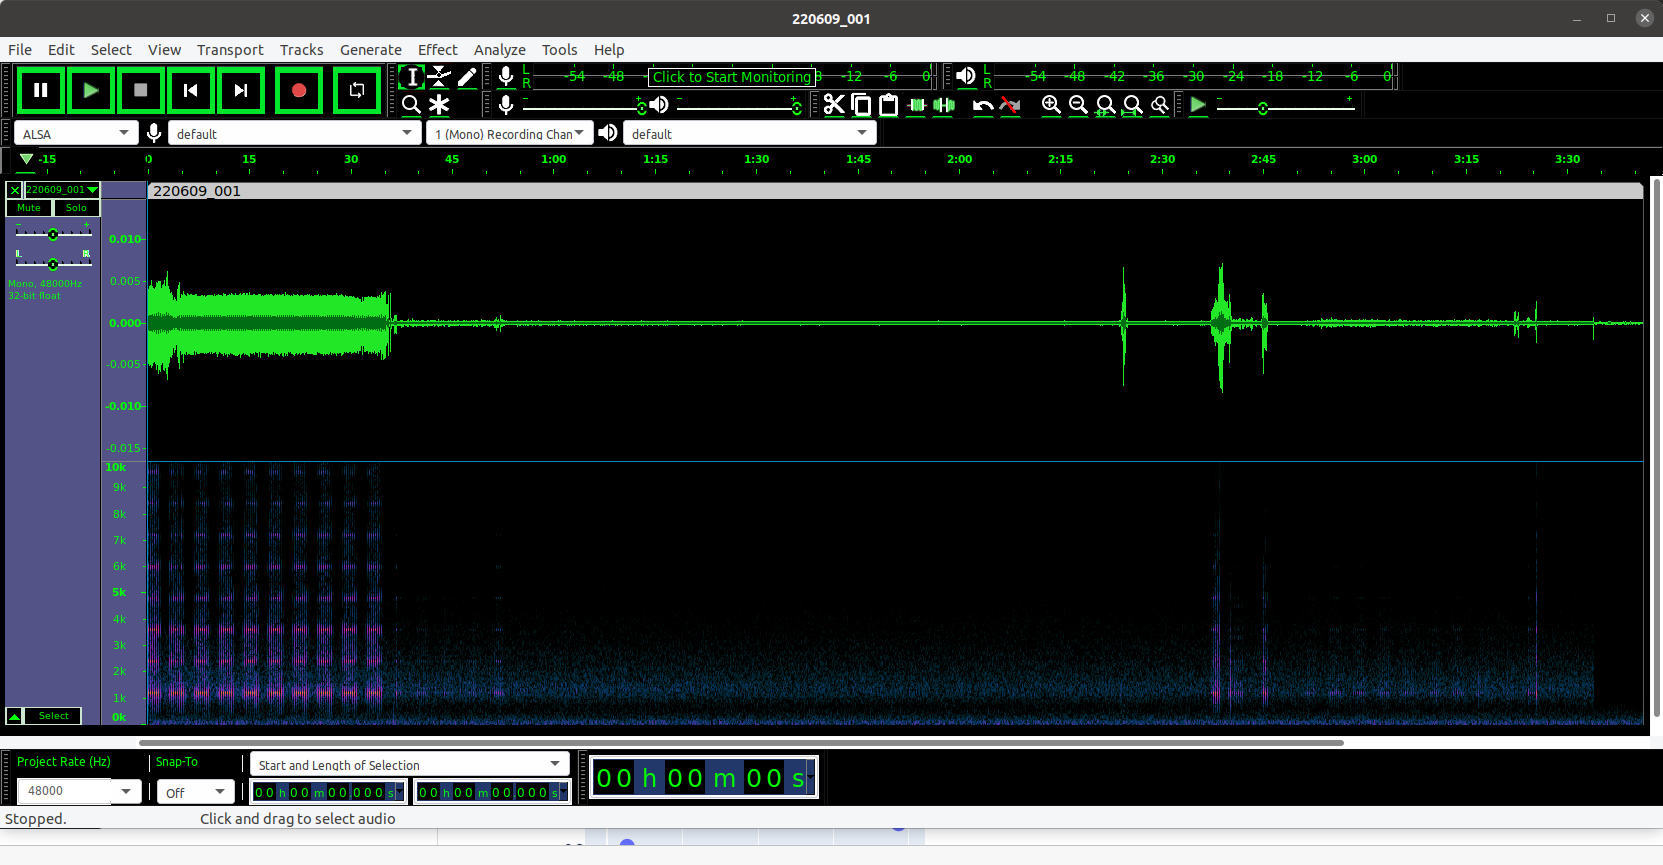 220609_001
File Edit Select View Transport Tracks Generate Effect Analyze Tools Help
L R -54 -48 Click to Start Monitoring 8 -12 -6 0 L R -54 -48 -42 -36 -30 -24 -18 -12 -6 0
- + - + - +
ALSA default 1 (Mono) Recording Chan default
-15 0 15 30 45 1:00 1:15 1:30 1:45 2:00 2:15 2:30 2:45 3:00 3:15 3:30
220609_001 220609_001
Mute Solo
- +
0.010
L R
0.005
Mono, 48000Hz
32-bit float
0.000
-0.005
-0.010
-0.015
10k
9k
8k
7k
6k
5k
4k
3k
2k
1k
0k
Select
Project Rate (Hz) Snap-To Start and Length of Selection
48000 Off 00 h 00 m 00.000 s 00 h 00 m 00.000 s 00 h 00 m 00 s
Stopped. Click and drag to select audio